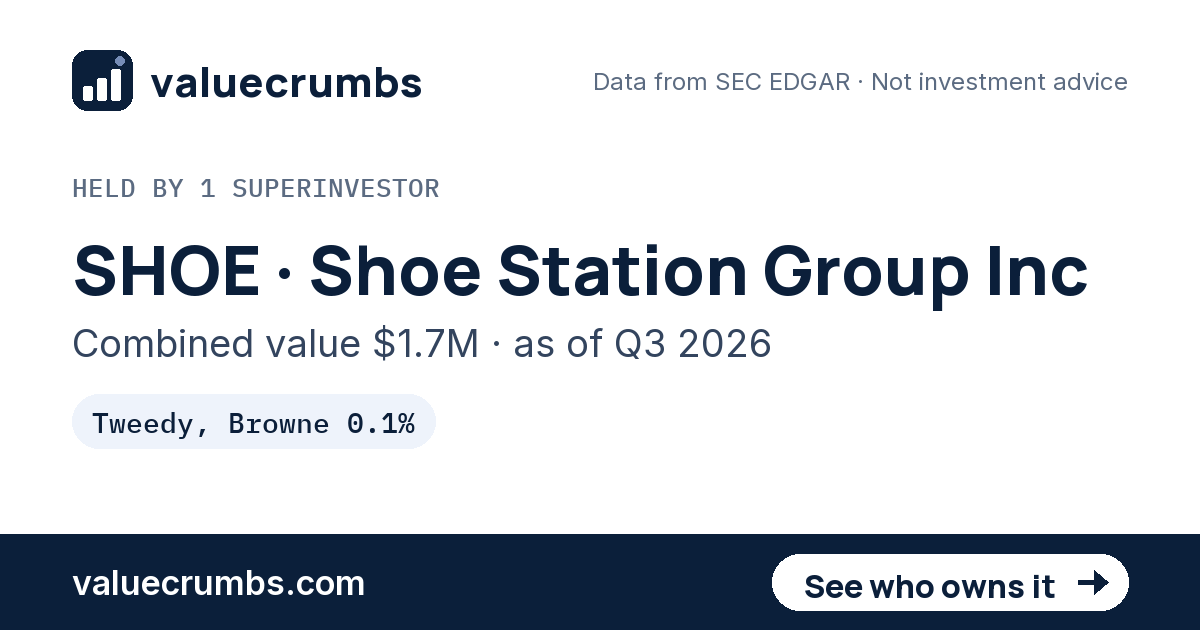 valuecrumbs
Data from SEC EDGAR · Not investment advice
HELD BY 1 SUPERINVESTOR
SHOE · Shoe Station Group Inc
Combined value $1.7M · as of Q3 2026
Tweedy, Browne 0.1%
valuecrumbs.com
See who owns it →